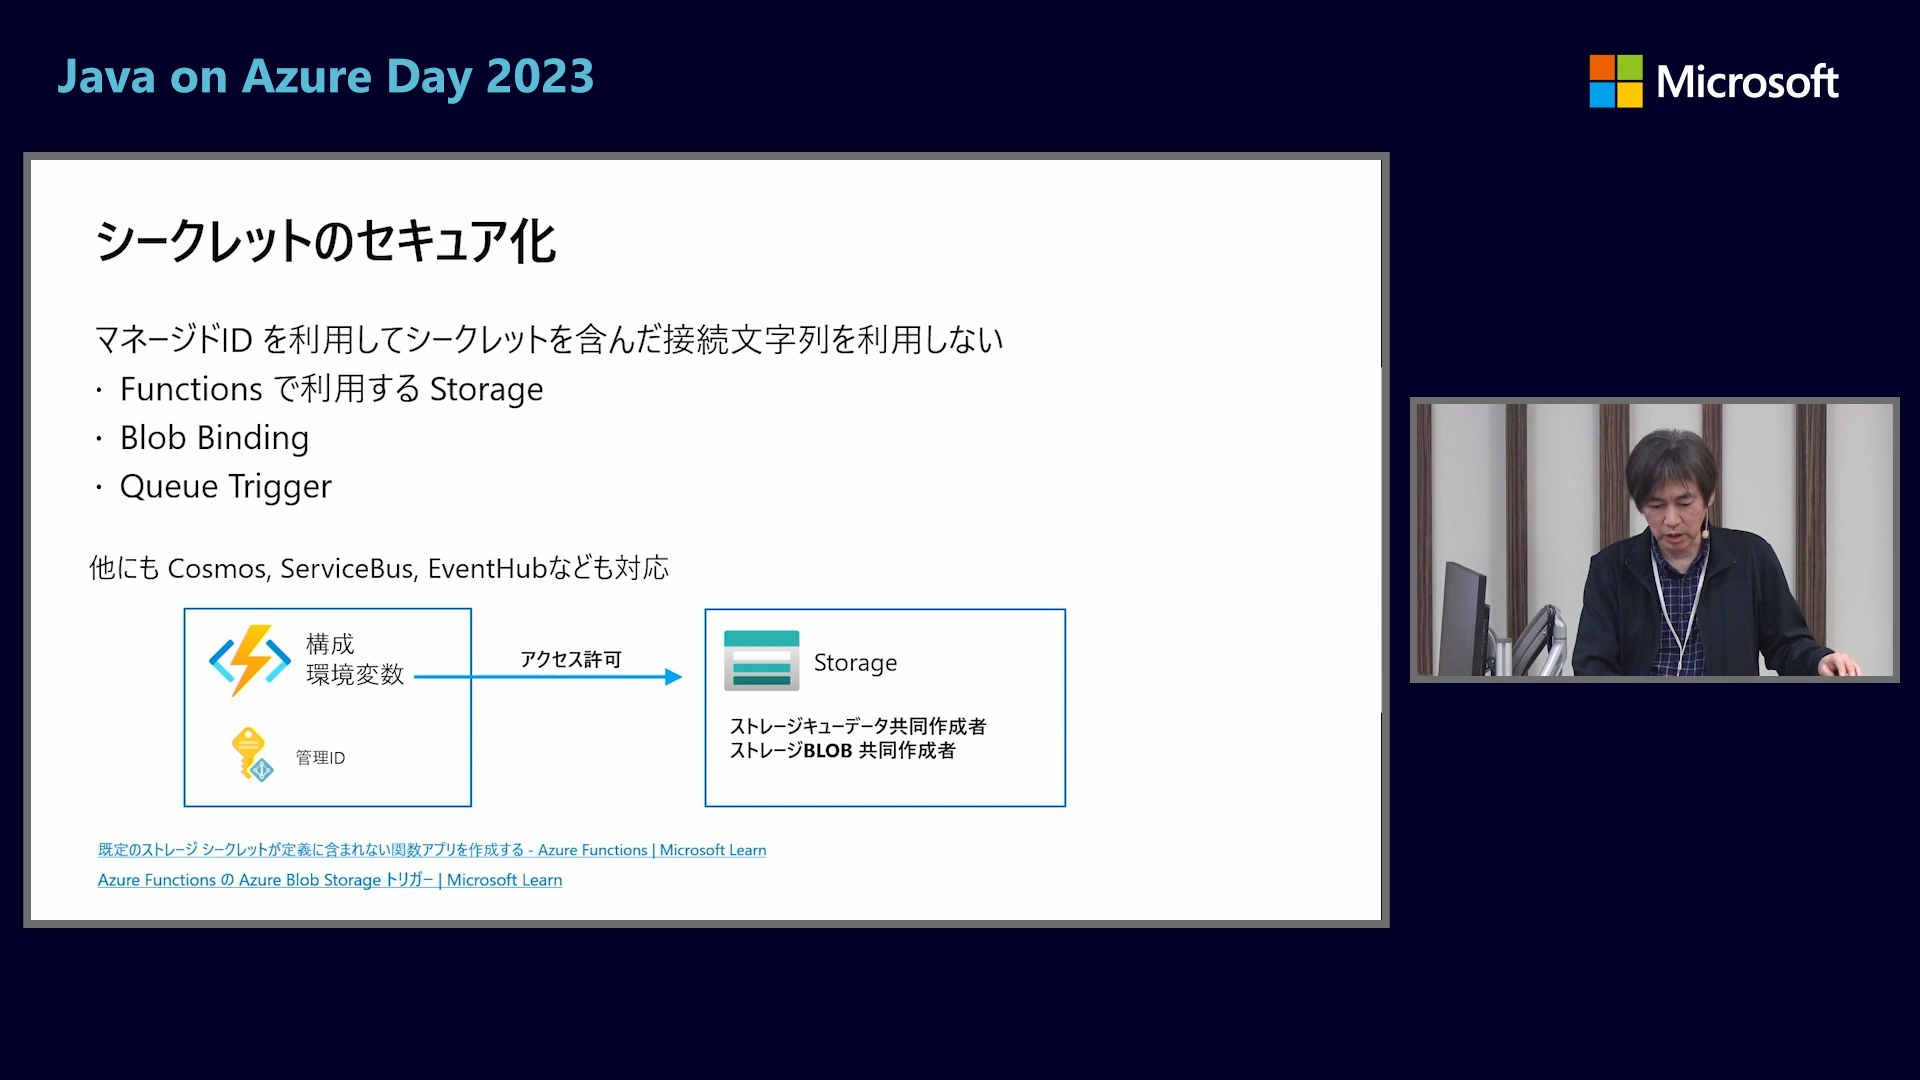 Java on Azure Day 2023
Microsoft
シークレットのセキュア化
マネージドID を利用してシークレットを含んだ接続文字列を利用しない
・ Functions で利用する Storage
・ Blob Binding
・ Queue Trigger
他にも Cosmos, ServiceBus, EventHubなども対応
構成
環境変数
アクセス許可
Storage
管理ID
ストレージキューデータ共同作成者
ストレージBLOB 共同作成者
既定のストレージ シークレットが定義に含まれない関数アプリを作成する - Azure Functions | Microsoft Learn
Azure Functions の Azure Blob Storage トリガー | Microsoft Learn